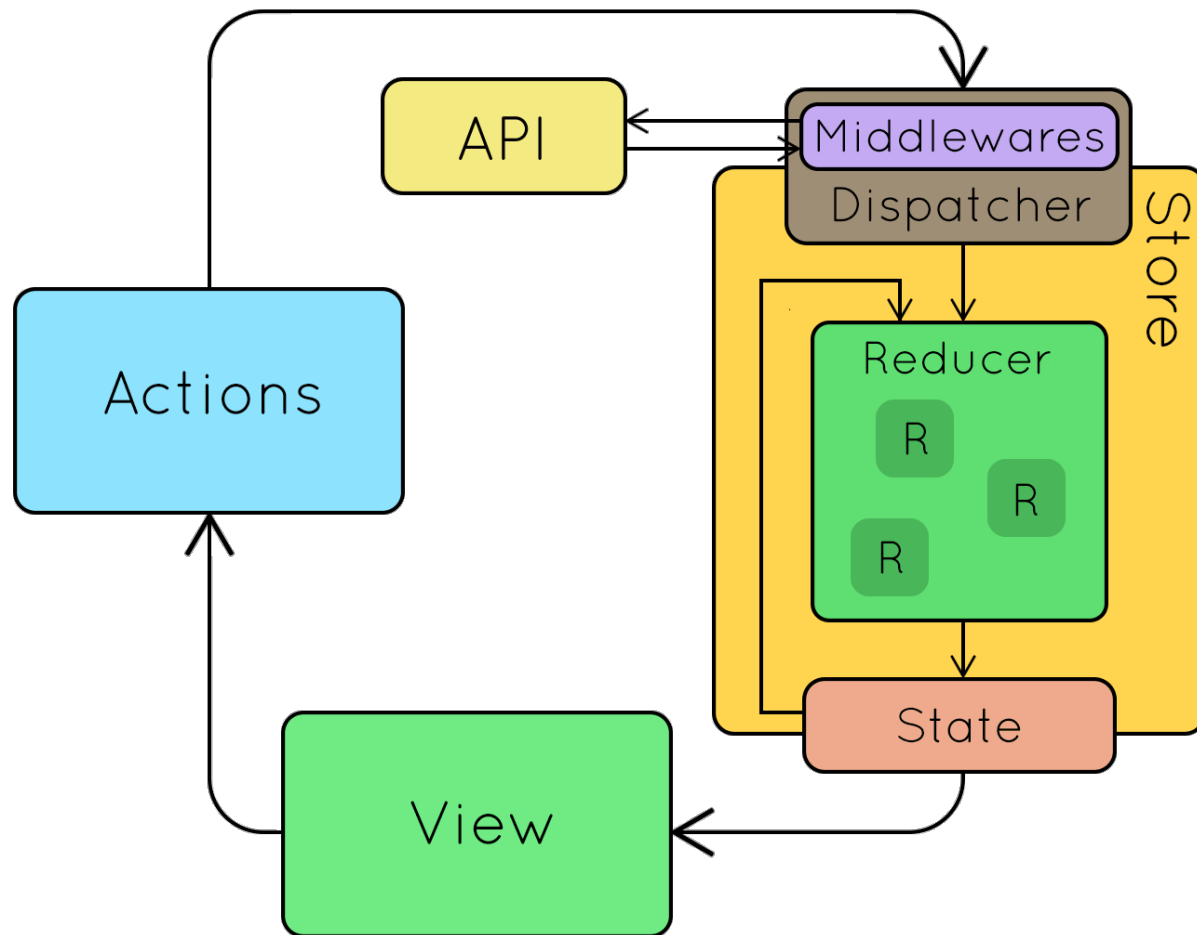 API
Middlewares
Dispatcher
Store
Actions
Reducer
R
R
R
State
View